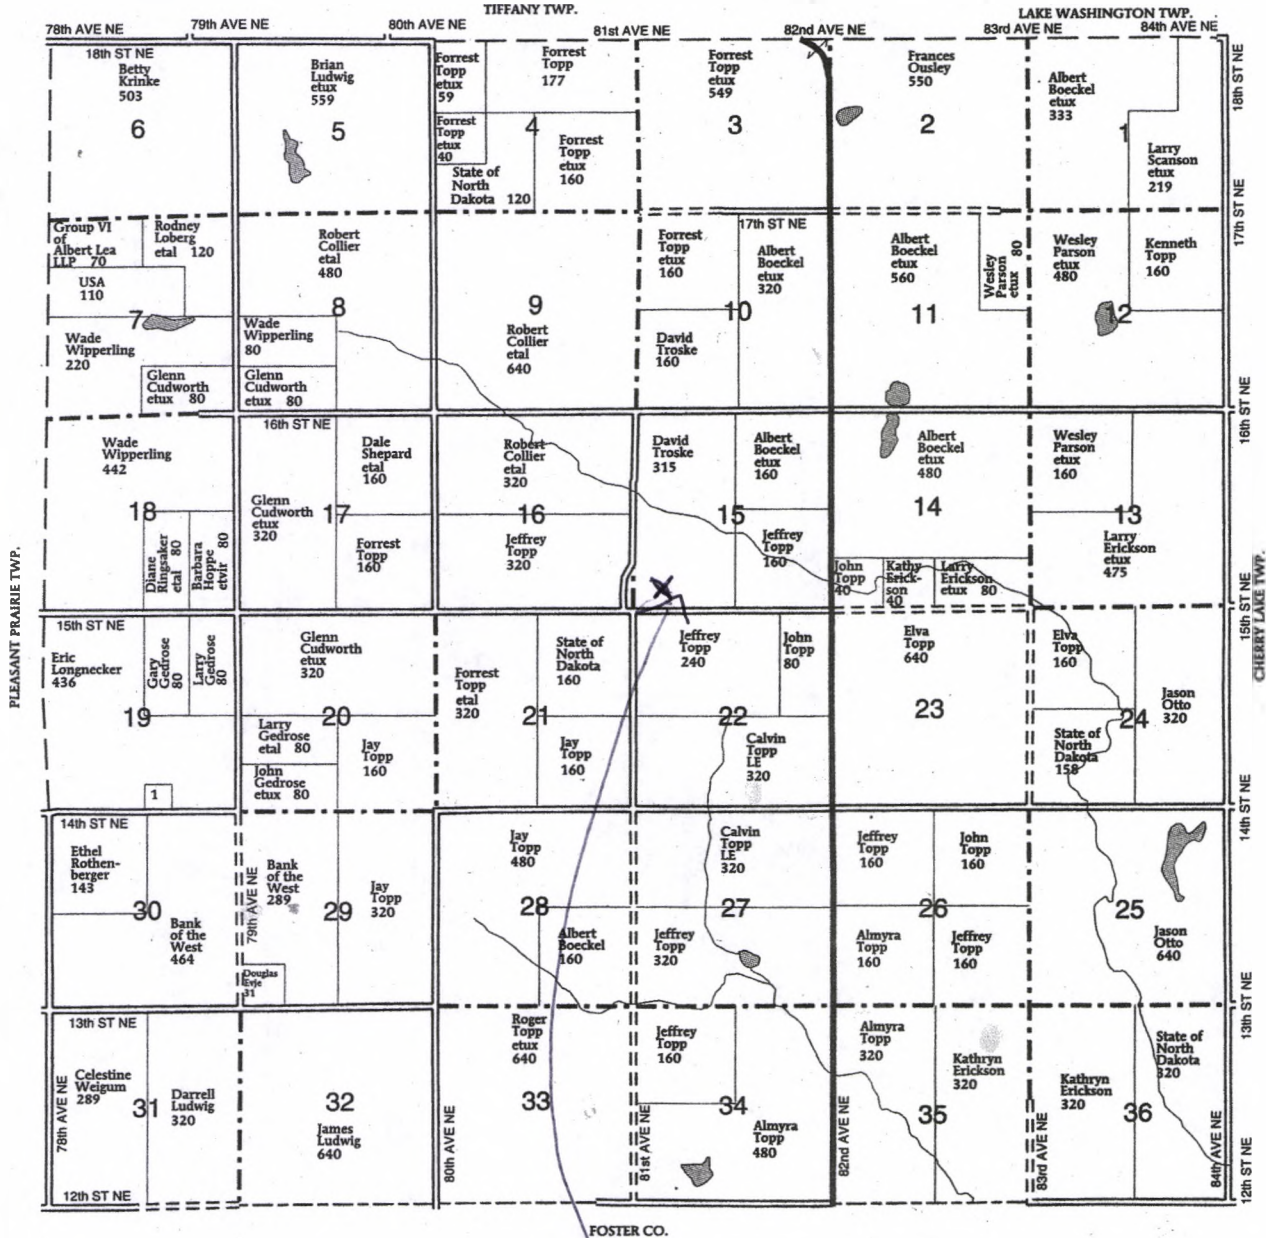 TIFFANY TWP.
LAKE WASHINGTON TWP.
78th AVE NE
79th AVE NE
80th AVE NE
81st AVE NE
82nd AVE NE
83rd AVE NE
84th AVE NE
18th ST NE
Betty
Krinke
503
6
Brian
Ludwig
etux
559
5
Forrest
Topp
etux
59
Forrest
Topp
177
Forrest
Topp
etux
40
4
Forrest
Topp
etux
160
State of
North
Dakota 120
Forrest
Topp
etux
549
3
Frances
Ousley
550
2
Albert
Boeckel
etux
333
1
Larry
Scanson
etux
219
18th ST NE
17th ST NE
Group VI
of
Albert Lea
LLP 70
Rodney
Loberg
etal 120
USA
110
7
Wade
Wipperling
220
Glenn
Cudworth
etux 80
Robert
Collier
etal
480
8
Wade
Wipperling
80
Glenn
Cudworth
etux 80
9
Robert
Collier
etal
640
17th ST NE
Forrest
Topp
etux
160
Albert
Boeckel
etux
320
10
David
Troske
160
Albert
Boeckel
etux
560
11
Wesley
Parson
etux 80
Wesley
Parson
etux
480
Kenneth
Topp
160
12
16th ST NE
16th ST NE
Wade
Wipperling
442
18
Diane
Ringsaker
etal 80
Barbara
Hoppe
etvir 80
Glenn
Cudworth
etux
320
17
Dale
Shepard
etal
160
Forrest
Topp
160
Robert
Collier
etal
320
16
Jeffrey
Topp
320
David
Troske
315
Albert
Boeckel
etux
160
15
Jeffrey
Topp
160
Albert
Boeckel
etux
480
14
John
Topp
40
Kathy
Erick-
son
40
Larry
Erickson
etux 80
Wesley
Parson
etux
160
13
Larry
Erickson
etux
475
PLEASANT PRAIRIE TWP.
CHERRY LAKE TWP.
X
15th ST NE
15th ST NE
Eric
Longnecker
436
Gary
Gedrose
80
Larry
Gedrose
80
19
1
Glenn
Cudworth
etux
320
20
Larry
Gedrose
etal 80
John
Gedrose
etux 80
Jay
Topp
160
Forrest
Topp
etal
320
State of
North
Dakota
160
21
Jay
Topp
160
Jeffrey
Topp
240
John
Topp
80
22
Calvin
Topp
LE
320
Elva
Topp
640
23
Elva
Topp
160
24
Jason
Otto
320
State of
North
Dakota
158
14th ST NE
14th ST NE
Ethel
Rothen-
berger
143
30
Bank
of the
West
464
79th AVE NE
Bank
of the
West
289
29
Jay
Topp
320
Douglas
Evje
31
Jay
Topp
480
28
Albert
Boeckel
160
Calvin
Topp
LE
320
27
Jeffrey
Topp
320
Jeffrey
Topp
160
John
Topp
160
26
Almyra
Topp
160
Jeffrey
Topp
160
25
Jason
Otto
640
13th ST NE
13th ST NE
78th AVE NE
Celestine
Weigum
289
31
Darrell
Ludwig
320
32
James
Ludwig
640
80th AVE NE
Roger
Topp
etux
640
33
81st AVE NE
Jeffrey
Topp
160
34
Almyra
Topp
480
82nd AVE NE
Almyra
Topp
320
35
Kathryn
Erickson
320
83rd AVE NE
Kathryn
Erickson
320
36
State of
North
Dakota
320
84th AVE NE
12th ST NE
12th ST NE
FOSTER CO.